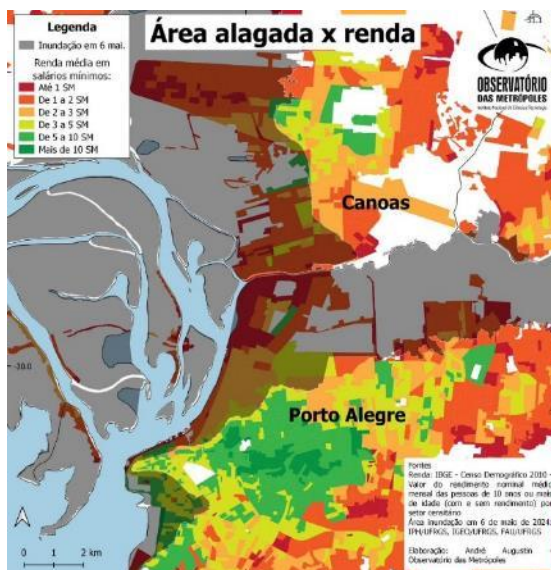 Legenda
Inundação em 6 mai.
Renda média em
salários mínimos:
Até 1 SM
De 1 a 2 SM
De 2 a 3 SM
De 3 a 5 SM
De 5 a 10 SM
Mais de 10 SM
Área alagada x renda
OBSERVATÓRIO
DAS METRÓPOLES
Canoas
-30.0
Porto Alegre
0 1 2 km
Fontes
Renda: IBGE - Censo Demográfico 2010 -
Valor do rendimento nominal médio
mensal das pessoas de 10 anos ou mais
de idade (com e sem rendimento) por
setor censitário
Área inundação em 6 de maio de 2024:
IPH/UFRGS, IGEO/UFRGS, FAU/UFRGS
Elaboração: André Augustin -
Observatório das Metrópoles